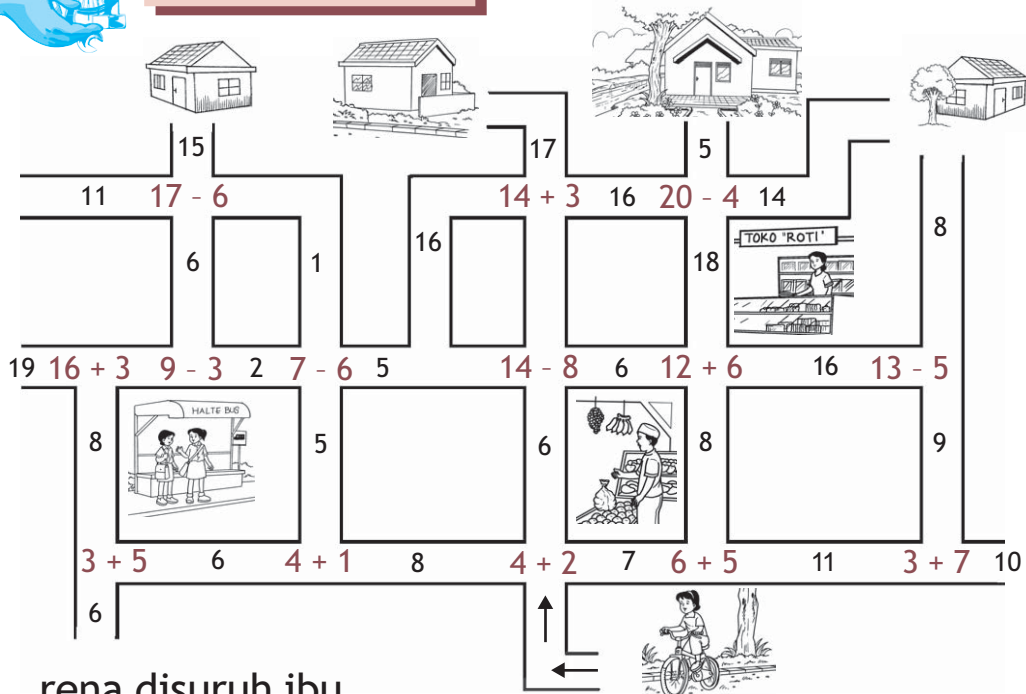 15
17
5
11 17 - 6 14 + 3 16 20 - 4 14
TOKO "ROTI"
8
6 1 16 18
19 16 + 3 9 - 3 2 7 - 6 5 14 - 8 6 12 + 6 16 13 - 5
HALTE BUS
8 5 6 8 9
3 + 5 6 4 + 1 8 4 + 2 7 6 + 5 11 3 + 7 10
6
rena disuruh ibu